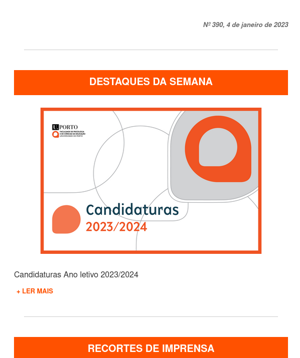 Nº 390, 4 de janeiro de 2023
DESTAQUES DA SEMANA
U.PORTO
Candidaturas
2023/2024
Candidaturas Ano letivo 2023/2024
+ LER MAIS
RECORTES DE IMPRENSA